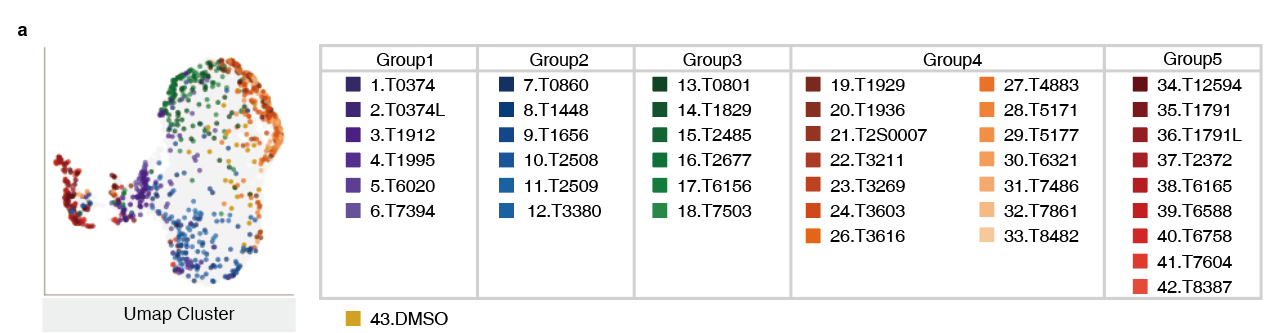 a
Group1
Group2
Group3
Group4
Group5
1.T0374
2.T0374L
3.T1912
4.T1995
5.T6020
6.T7394
7.T0860
8.T1448
9.T1656
10.T2508
11.T2509
12.T3380
13.T0801
14.T1829
15.T2485
16.T2677
17.T6156
18.T7503
19.T1929
20.T1936
21.T2S0007
22.T3211
23.T3269
24.T3603
26.T3616
27.T4883
28.T5171
29.T5177
30.T6321
31.T7486
32.T7861
33.T8482
34.T12594
35.T1791
36.T1791L
37.T2372
38.T6165
39.T6588
40.T6758
41.T7604
42.T8387
Umap Cluster
43.DMSO